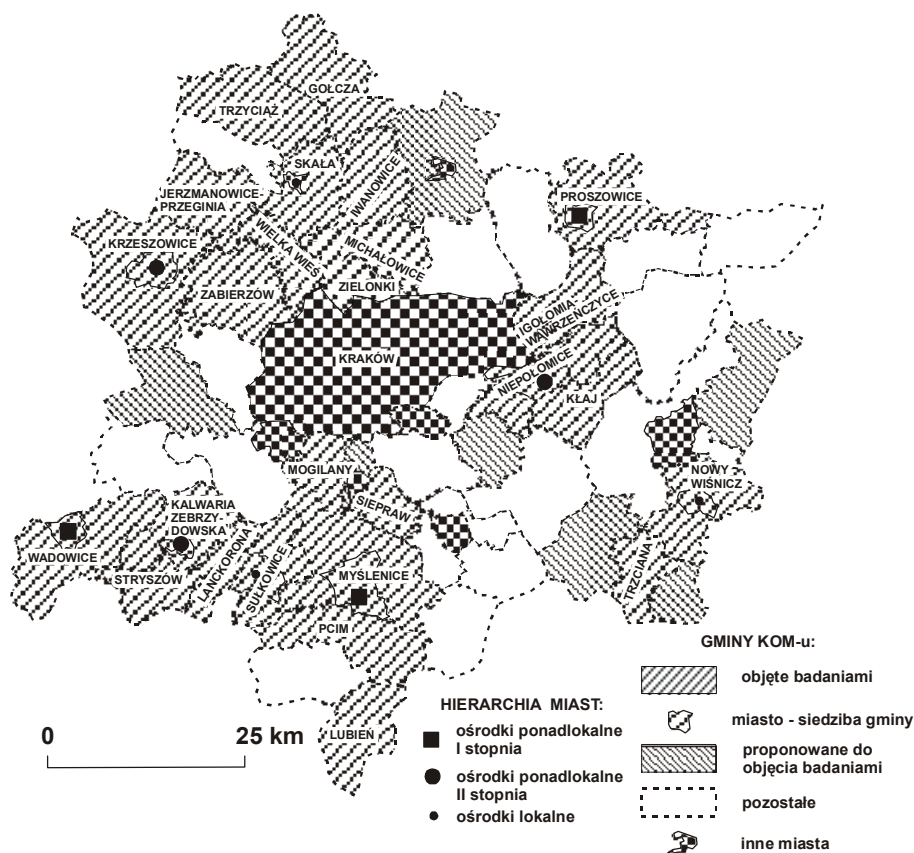 GOŁCZA
TRZYCIĄŻ
SKAŁA
IWANOWICE
PROSZOWICE
JERZMANOWICE-
PRZEGINIA
WIELKA WIEŚ
MICHAŁOWICE
KRZESZOWICE
ZIELONKI
ZABIERZÓW
IGOŁOMIA
WAWRZEŃCZYCE
KRAKÓW
NIEPOŁOMICE
KŁAJ
MOGILANY
NOWY
WIŚNICZ
SIEPRAW
KALWARIA
ZEBRZY-
DOWSKA
WADOWICE
STRYSZÓW
LANCKORONA
SUŁKOWICE
MYŚLENICE
TRZCIANA
PCIM
LUBIEŃ
0 25 km
HIERARCHIA MIAST:
ośrodki ponadlokalne
I stopnia
ośrodki ponadlokalne
II stopnia
ośrodki lokalne
GMINY KOM-u:
objęte badaniami
miasto - siedziba gminy
proponowane do
objęcia badaniami
pozostałe
inne miasta